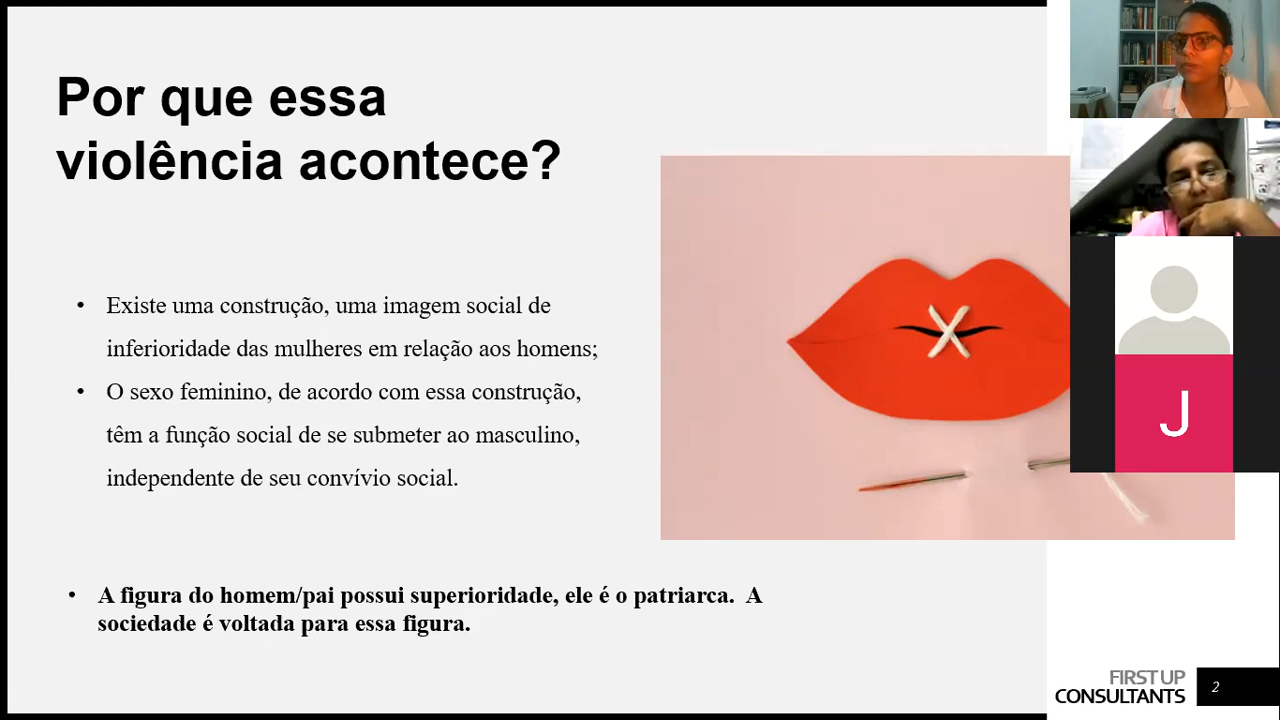 Por que essa
violência acontece?
• Existe uma construção, uma imagem social de
inferioridade das mulheres em relação aos homens;
• O sexo feminino, de acordo com essa construção,
têm a função social de se submeter ao masculino,
independente de seu convívio social.
• A figura do homem/pai possui superioridade, ele é o patriarca. A
sociedade é voltada para essa figura.
J
FIRST UP
CONSULTANTS
2